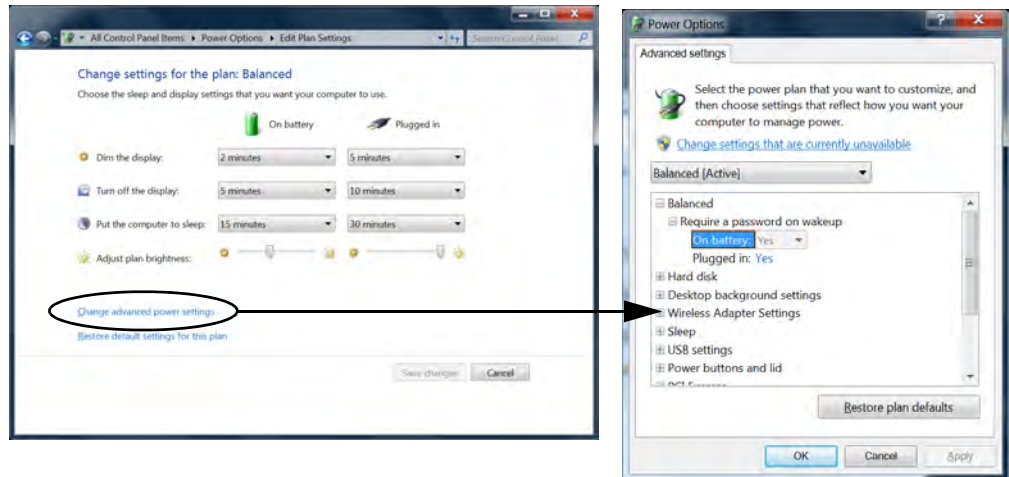 All Control Panel Items ▸ Power Options ▸ Edit Plan Settings
Search Control Panel
Change settings for the plan: Balanced
Choose the sleep and display settings that you want your computer to use.
On battery Plugged in
Dim the display: 2 minutes 5 minutes
Turn off the display: 5 minutes 10 minutes
Put the computer to sleep: 15 minutes 30 minutes
Adjust plan brightness:
Change advanced power settings
Restore default settings for this plan
Save changes Cancel
Power Options
Advanced settings
Select the power plan that you want to customize, and
then choose settings that reflect how you want your
computer to manage power.
Change settings that are currently unavailable
Balanced [Active]
Balanced
Require a password on wakeup
On battery: Yes
Plugged in: Yes
Hard disk
Desktop background settings
Wireless Adapter Settings
Sleep
USB settings
Power buttons and lid
PCI Express
Restore plan defaults
OK Cancel Apply